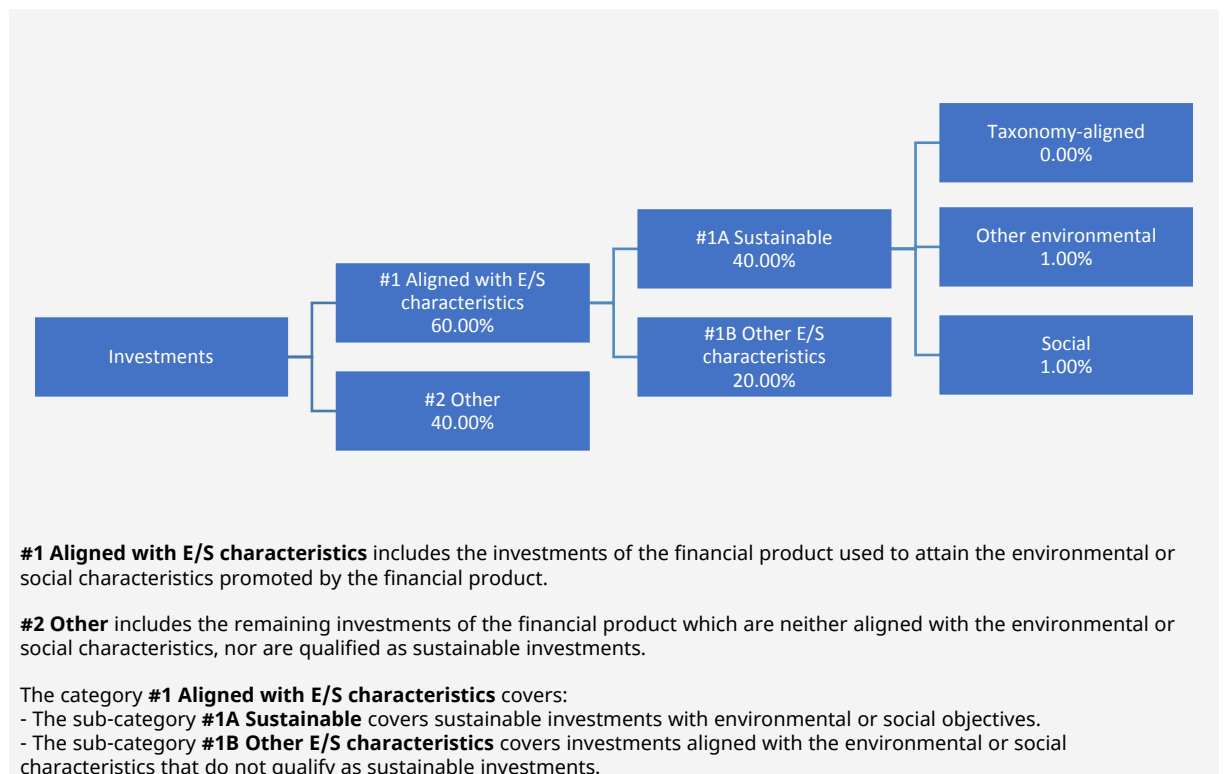 Investments
#1 Aligned with E/S
characteristics
60.00%
#2 Other
40.00%
#1A Sustainable
40.00%
#1B Other E/S
characteristics
20.00%
Taxonomy-aligned
0.00%
Other environmental
1.00%
Social
1.00%
#1 Aligned with E/S characteristics includes the investments of the financial product used to attain the environmental or
social characteristics promoted by the financial product.
#2 Other includes the remaining investments of the financial product which are neither aligned with the environmental or
social characteristics, nor are qualified as sustainable investments.
The category #1 Aligned with E/S characteristics covers:
- The sub-category #1A Sustainable covers sustainable investments with environmental or social objectives.
- The sub-category #1B Other E/S characteristics covers investments aligned with the environmental or social
characteristics that do not qualify as sustainable investments.